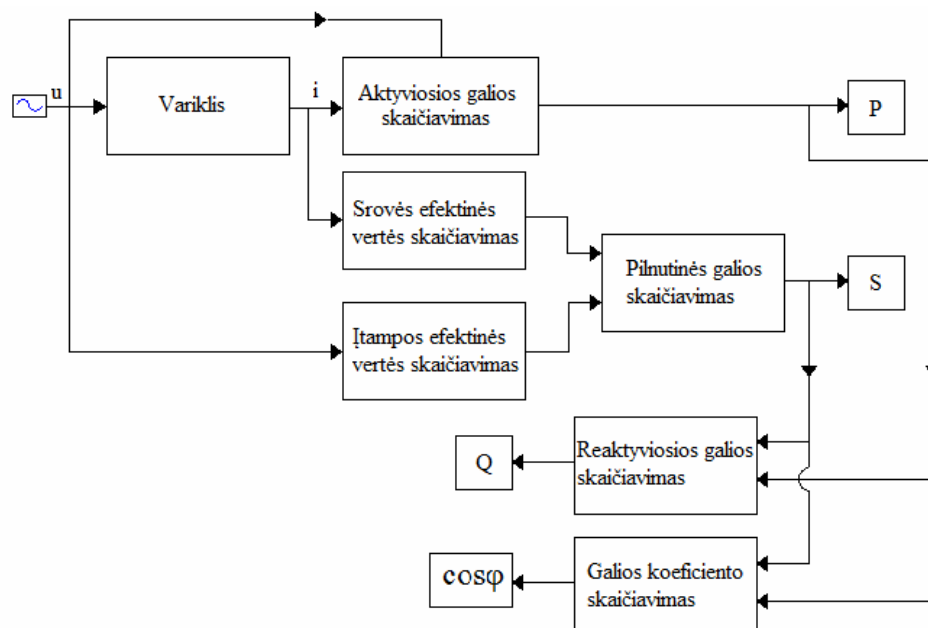 u
Variklis
i
Aktyviosios galios
skaičiavimas
P
Srovės efektinės
vertės skaičiavimas
Pilnutinės galios
skaičiavimas
S
Įtampos efektinės
vertės skaičiavimas
Q
Reaktyviosios galios
skaičiavimas
cosφ
Galios koeficiento
skaičiavimas